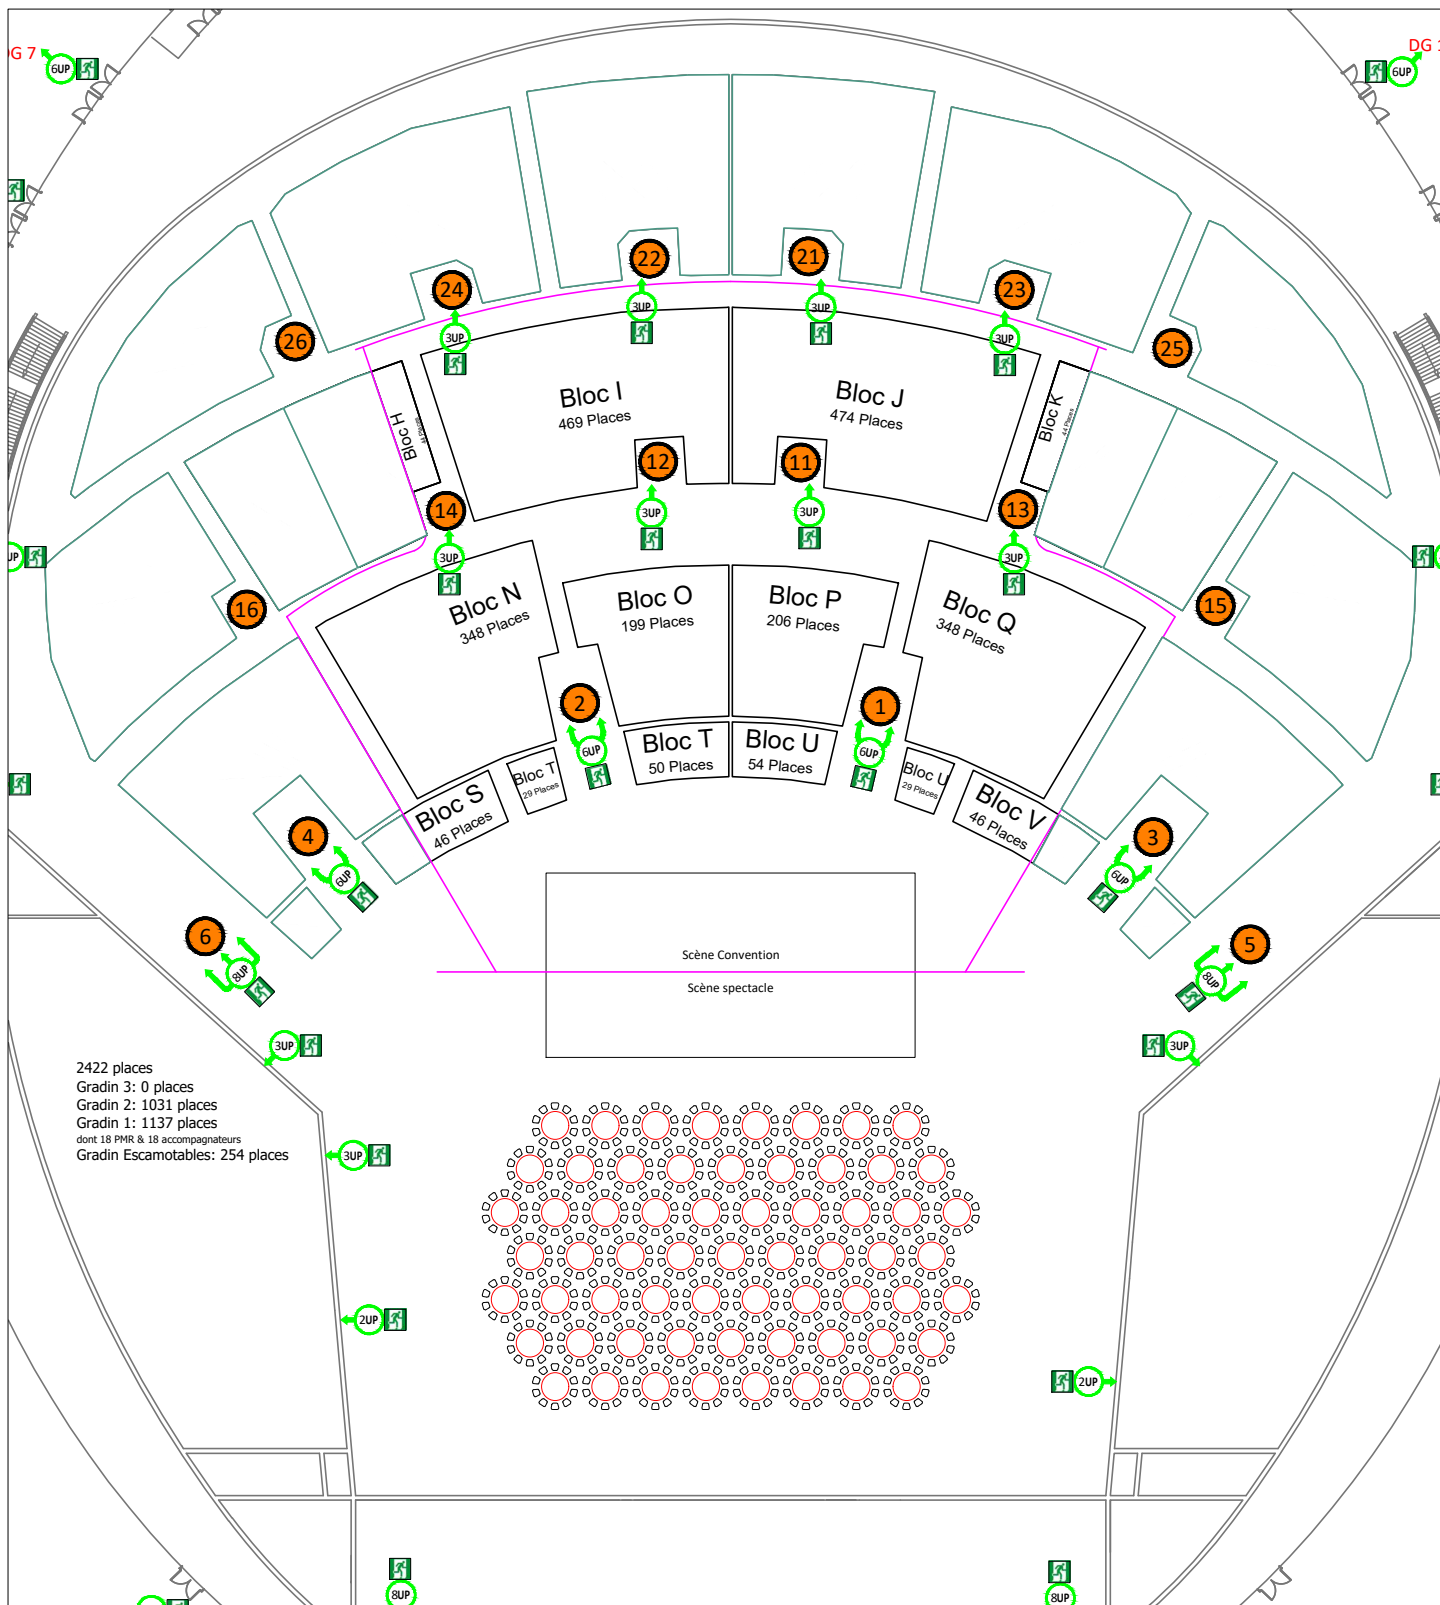 DG 7
6UP
DG 1
6UP
22
21
24
23
3UP
3UP
3UP
3UP
26
25
Bloc I
469 Places
Bloc J
474 Places
Bloc H
44 Places
Bloc K
44 Places
12
11
14
13
3UP
3UP
3UP
3UP
UP
16
15
Bloc N
348 Places
Bloc O
199 Places
Bloc P
206 Places
Bloc Q
348 Places
2
1
6UP
6UP
Bloc T
50 Places
Bloc U
54 Places
Bloc T
29 Places
Bloc U
29 Places
Bloc S
46 Places
Bloc V
46 Places
4
3
6UP
6UP
6
5
8UP
8UP
Scène Convention
Scène spectacle
3UP
3UP
2422 places
Gradin 3: 0 places
Gradin 2: 1031 places
Gradin 1: 1137 places
dont 18 PMR & 18 accompagnateurs
Gradin Escamotables: 254 places
3UP
2UP
2UP
8UP
8UP